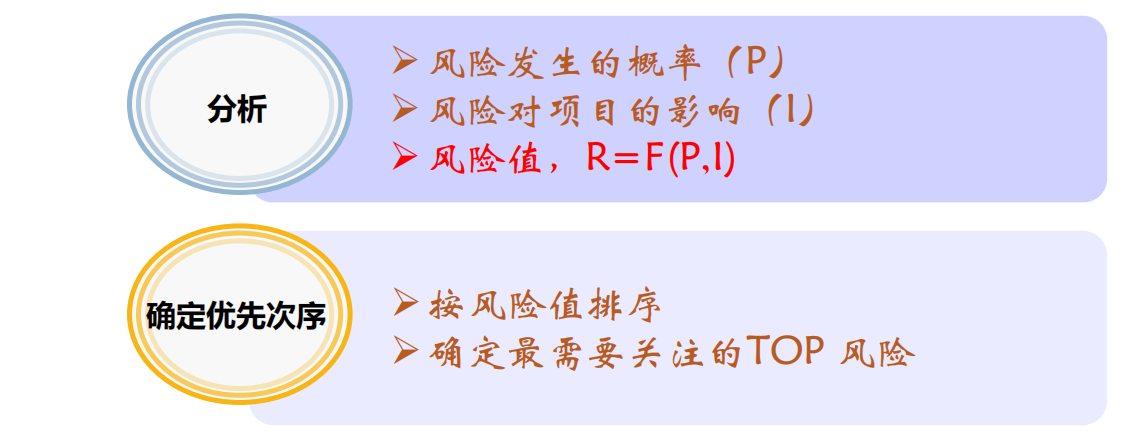 分析
➢ 风险发生的概率（P）
➢ 风险对项目的影响（I）
➢ 风险值，R=F(P,I)
确定优先次序
➢ 按风险值排序
➢ 确定最需要关注的TOP 风险